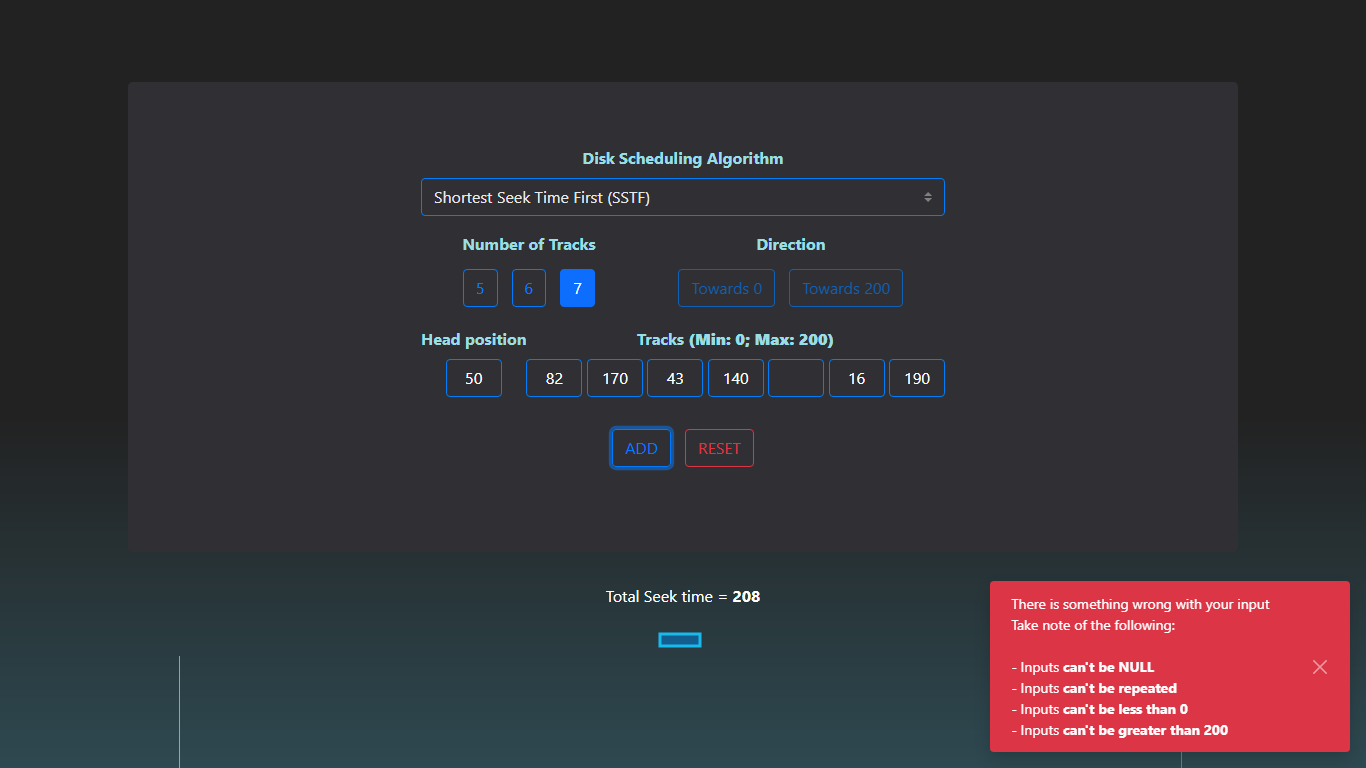 Disk Scheduling Algorithm
Shortest Seek Time First (SSTF)
Number of Tracks
Direction
5 6 7
Towards 0 Towards 200
Head position
Tracks (Min: 0; Max: 200)
50 82 170 43 140 16 190
ADD RESET
Total Seek time = 208
There is something wrong with your input
Take note of the following:
- Inputs can't be NULL
- Inputs can't be repeated
- Inputs can't be less than 0
- Inputs can't be greater than 200